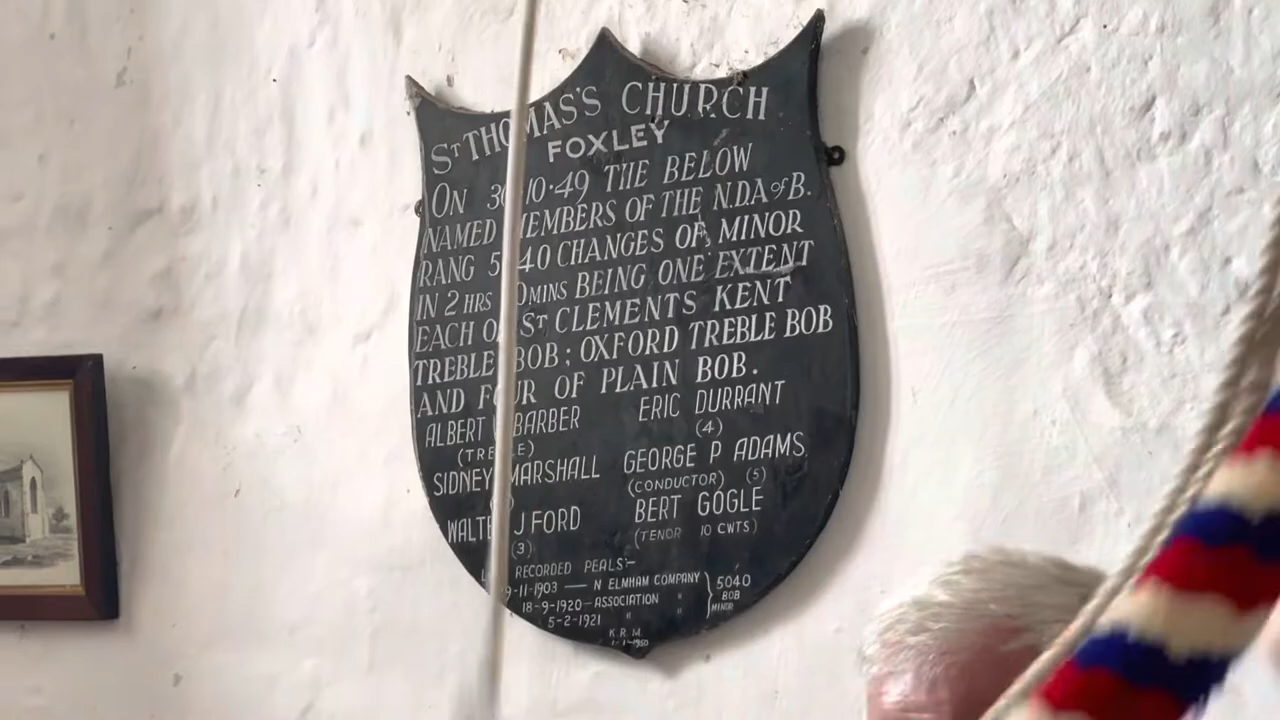 St THOMAS'S CHURCH
FOXLEY
ON 10·49 THE BELOW
NAMED MEMBERS OF THE N.D.A of B.
RANG 5040 CHANGES OF MINOR
IN 2 HRS MINS BEING ONE EXTENT
EACH OF St CLEMENTS KENT
TREBLE BOB; OXFORD TREBLE BOB
AND FOUR OF PLAIN BOB.
ALBERT BARBER ERIC DURRANT
(TREBLE) (4)
SIDNEY MARSHALL GEORGE P ADAMS
(CONDUCTOR) (5)
WALTER J FORD BERT GOGLE
(3) (TENOR 10 CWTS)
RECORDED PEALS:-
9-11-1903 — N ELMHAM COMPANY 5040
18-9-1920 - ASSOCIATION " BOB
5-2-1921 " " MINOR
K.R.M.
1-1-1950